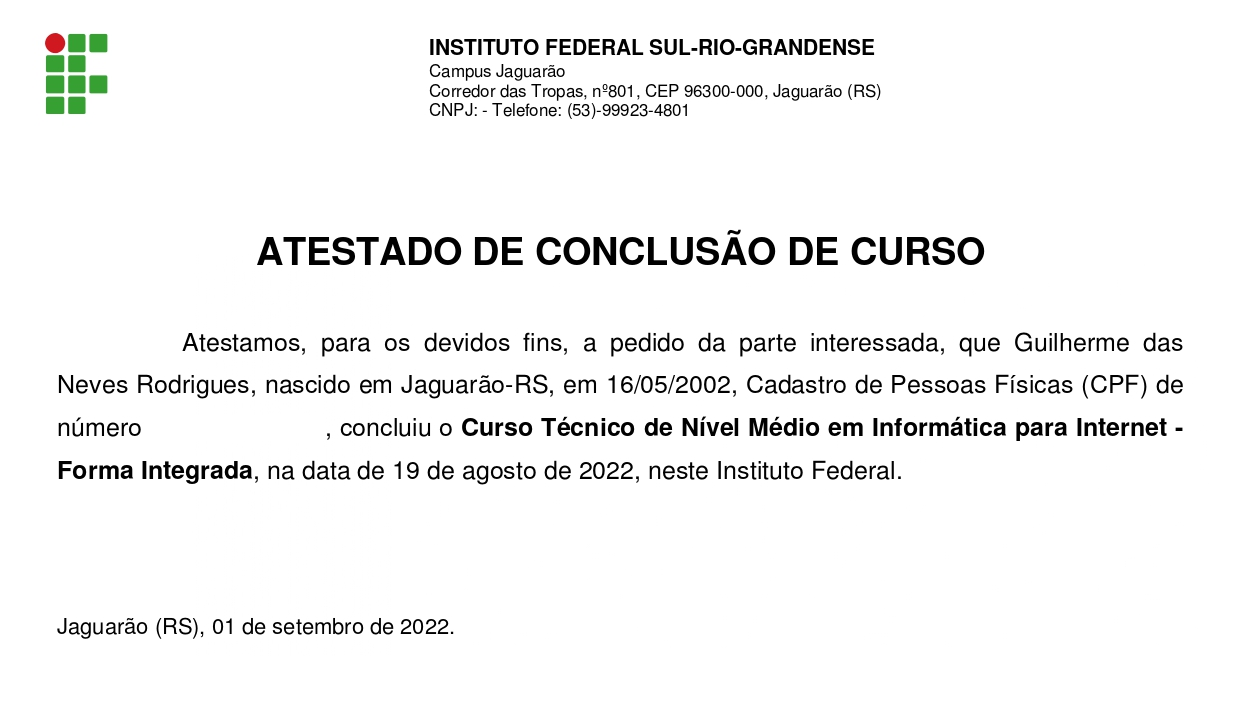 INSTITUTO FEDERAL SUL-RIO-GRANDENSE
Campus Jaguarão
Corredor das Tropas, nº801, CEP 96300-000, Jaguarão (RS)
CNPJ: - Telefone: (53)-99923-4801
ATESTADO DE CONCLUSÃO DE CURSO
Atestamos, para os devidos fins, a pedido da parte interessada, que Guilherme das
Neves Rodrigues, nascido em Jaguarão-RS, em 16/05/2002, Cadastro de Pessoas Físicas (CPF) de
número , concluiu o Curso Técnico de Nível Médio em Informática para Internet -
Forma Integrada, na data de 19 de agosto de 2022, neste Instituto Federal.
Jaguarão (RS), 01 de setembro de 2022.